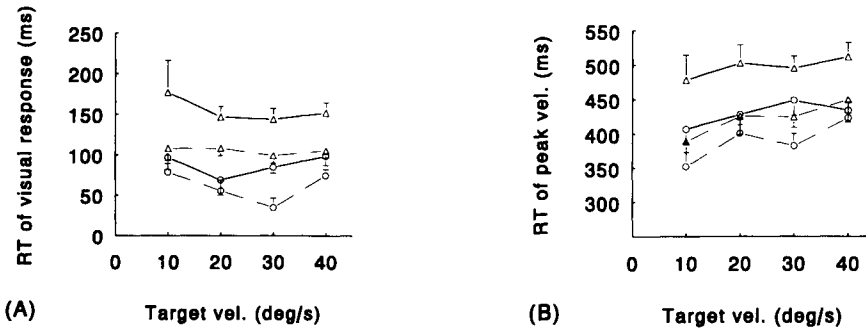 RT of visual response (ms)
250
200
150
100
50
0
0 10 20 30 40
(A) Target vel. (deg/s)
RT of peak vel. (ms)
550
500
450
400
350
300
0 10 20 30 40
(B) Target vel. (deg/s)